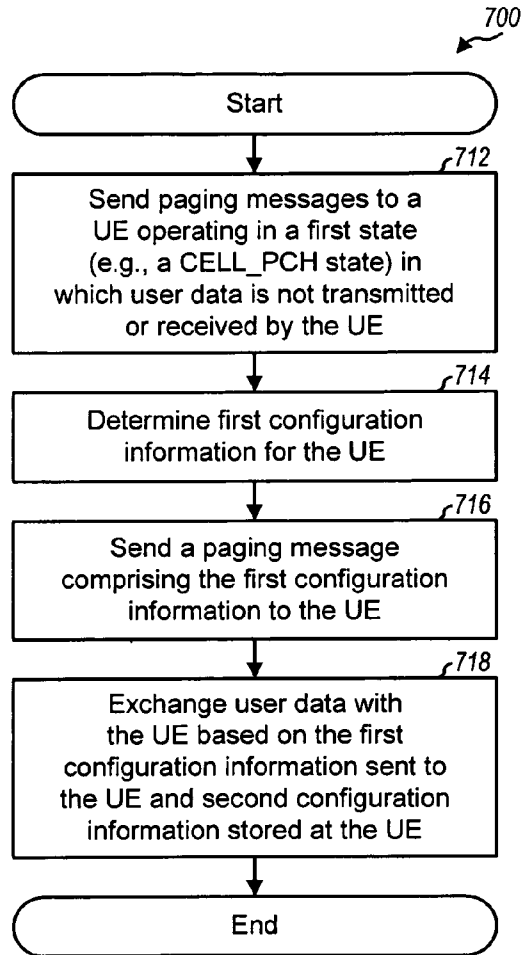 700
Start
712
Send paging messages to a
UE operating in a first state
(e.g., a CELL_PCH state) in
which user data is not transmitted
or received by the UE
714
Determine first configuration
information for the UE
716
Send a paging message
comprising the first configuration
information to the UE
718
Exchange user data with
the UE based on the first
configuration information sent to
the UE and second configuration
information stored at the UE
End